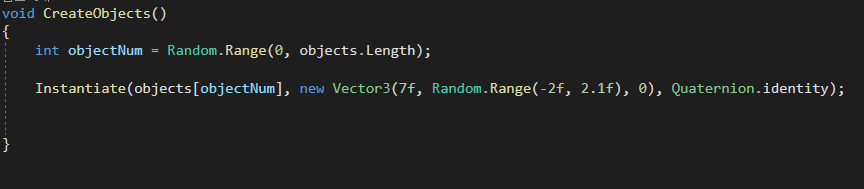 void CreateObjects()
{
int objectNum = Random.Range(0, objects.Length);
Instantiate(objects[objectNum], new Vector3(7f, Random.Range(-2f, 2.1f), 0), Quaternion.identity);
}